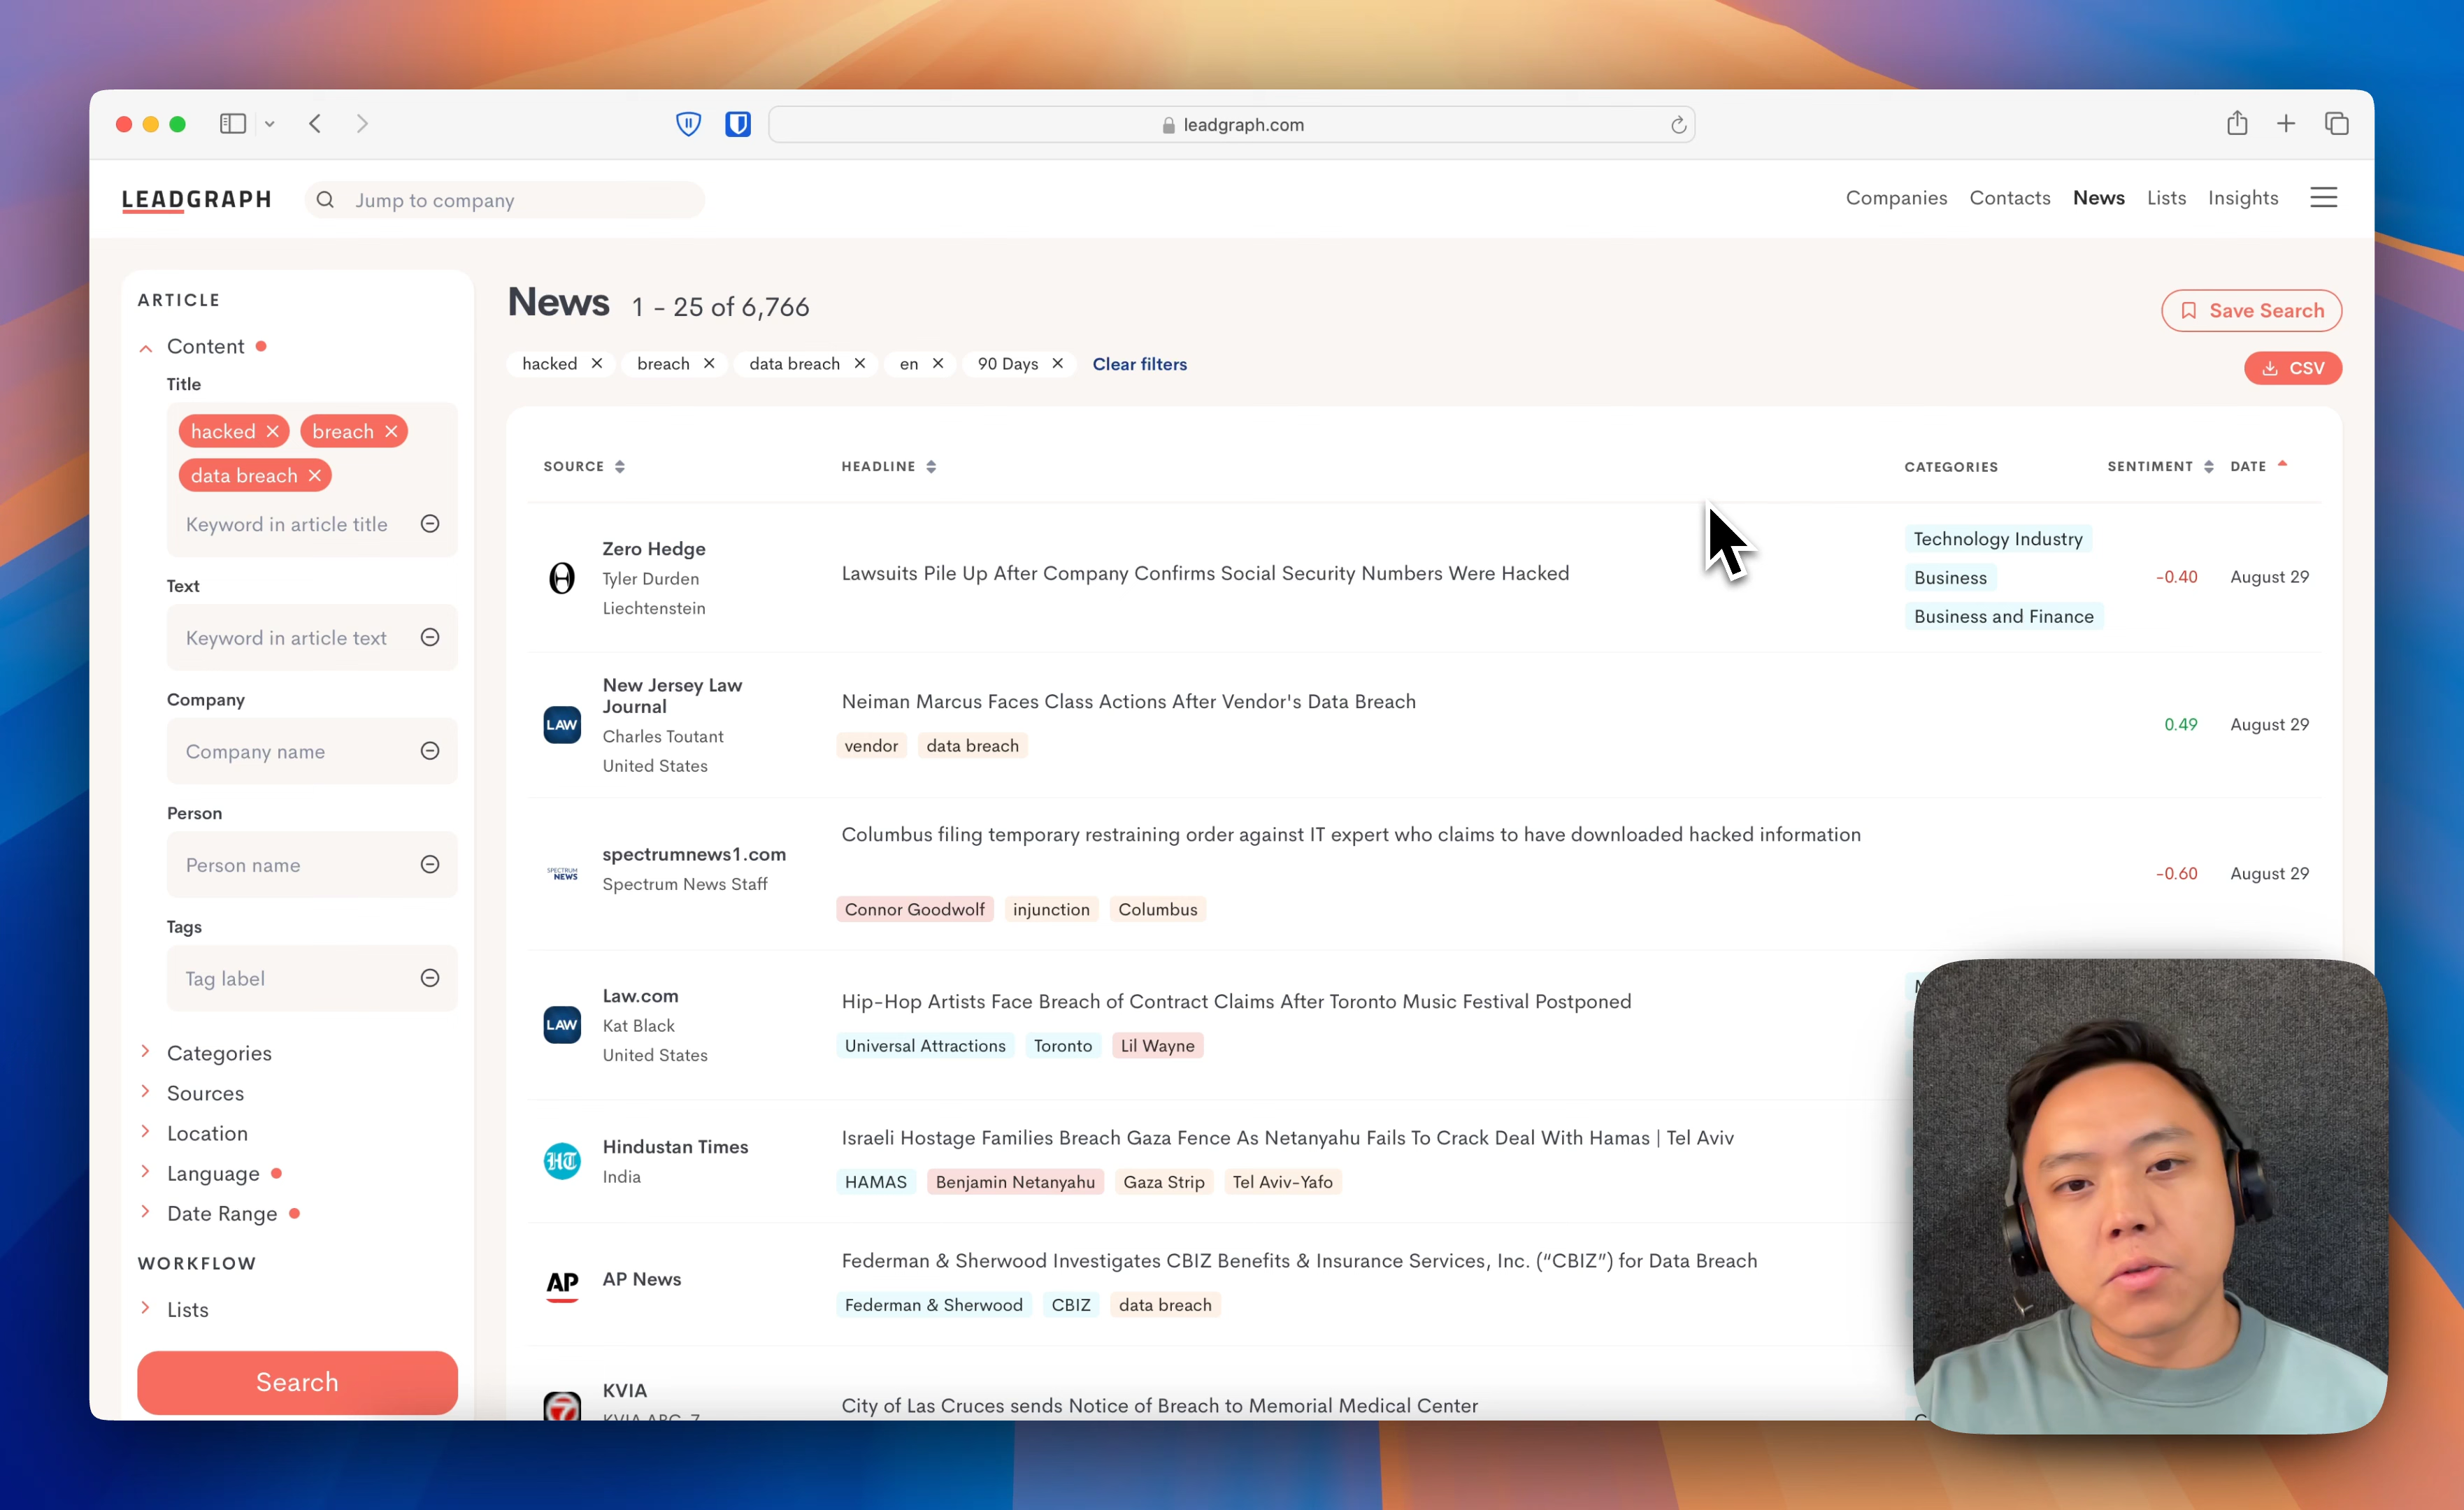 leadgraph.com
LEADGRAPH
Jump to company
Companies
Contacts
News
Lists
Insights
ARTICLE
Content
Title
hacked
breach
data breach
Keyword in article title
Text
Keyword in article text
Company
Company name
Person
Person name
Tags
Tag label
Categories
Sources
Location
Language
Date Range
WORKFLOW
Lists
Search
News 1 - 25 of 6,766
Save Search
hacked
breach
data breach
en
90 Days
Clear filters
CSV
SOURCE
HEADLINE
CATEGORIES
SENTIMENT
DATE
Zero Hedge
Tyler Durden
Liechtenstein
Lawsuits Pile Up After Company Confirms Social Security Numbers Were Hacked
Technology Industry
Business
Business and Finance
-0.40
August 29
LAW
New Jersey Law
Journal
Charles Toutant
United States
Neiman Marcus Faces Class Actions After Vendor's Data Breach
vendor
data breach
0.49
August 29
SPECTRUM
NEWS
spectrumnews1.com
Spectrum News Staff
Columbus filing temporary restraining order against IT expert who claims to have downloaded hacked information
Connor Goodwolf
injunction
Columbus
-0.60
August 29
LAW
Law.com
Kat Black
United States
Hip-Hop Artists Face Breach of Contract Claims After Toronto Music Festival Postponed
Universal Attractions
Toronto
Lil Wayne
HT
Hindustan Times
India
Israeli Hostage Families Breach Gaza Fence As Netanyahu Fails To Crack Deal With Hamas | Tel Aviv
HAMAS
Benjamin Netanyahu
Gaza Strip
Tel Aviv-Yafo
AP
AP News
Federman & Sherwood Investigates CBIZ Benefits & Insurance Services, Inc. (“CBIZ”) for Data Breach
Federman & Sherwood
CBIZ
data breach
7
KVIA
KVIA ABC-7
City of Las Cruces sends Notice of Breach to Memorial Medical Center